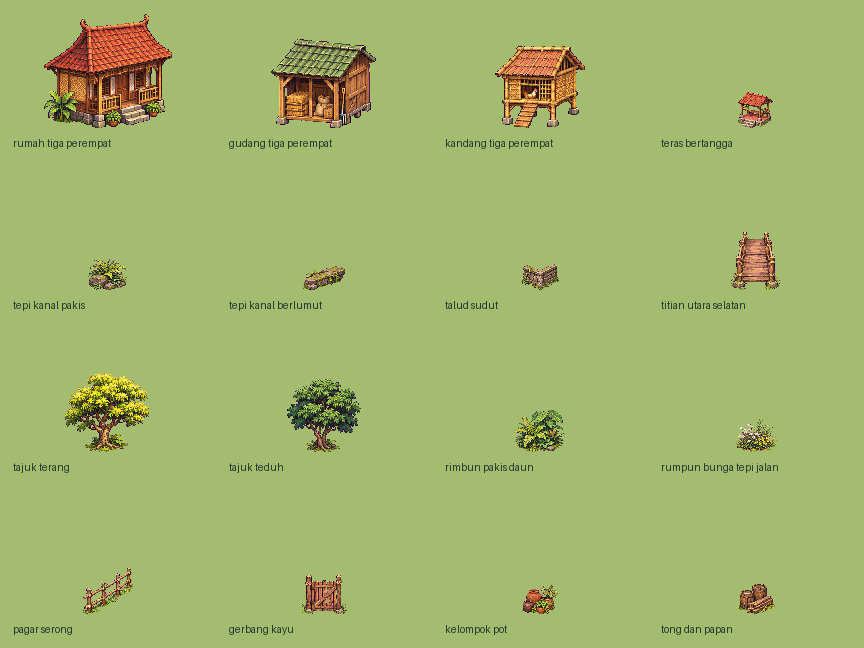 rumah tiga perempat
gudang tiga perempat
kandang tiga perempat
teras bertangga
tepi kanal pakis
tepi kanal berlumut
talud sudut
titian utara selatan
tajuk terang
tajuk teduh
rimbun pakis daun
rumpun bunga tepi jalan
pagar serong
gerbang kayu
kelompok pot
tong dan papan